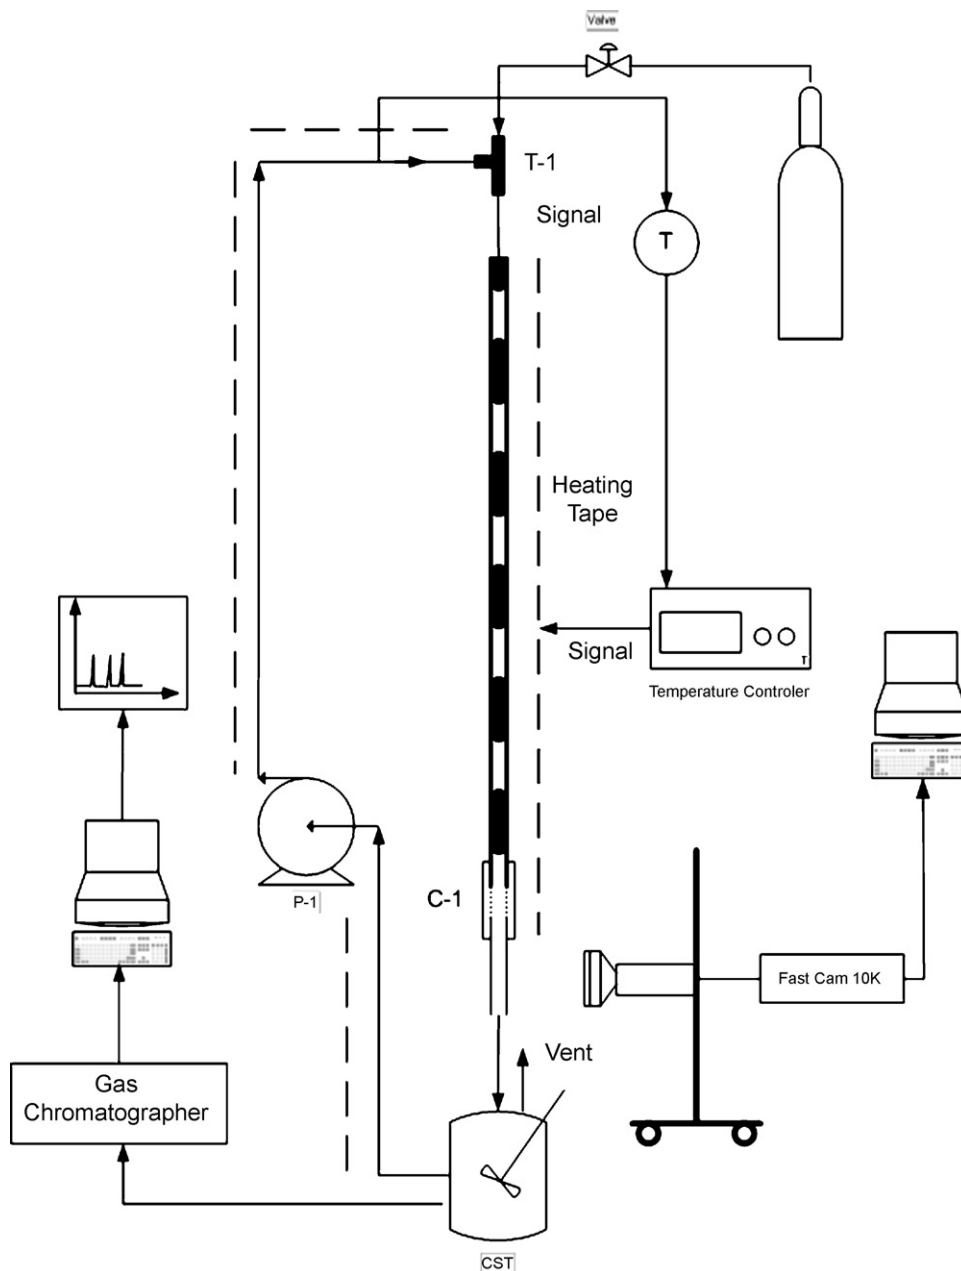 Valve
T-1
Signal
T
Heating
Tape
Signal
T
Temperature Controler
P-1
C-1
Fast Cam 10K
Vent
Gas
Chromatographer
CST